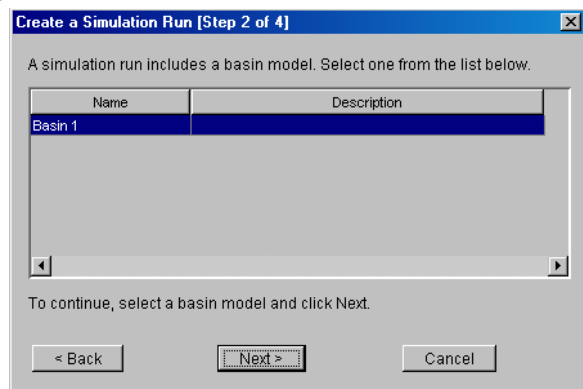 Create a Simulation Run [Step 2 of 4]
A simulation run includes a basin model. Select one from the list below.
Name Description
Basin 1
To continue, select a basin model and click Next.
< Back Next > Cancel